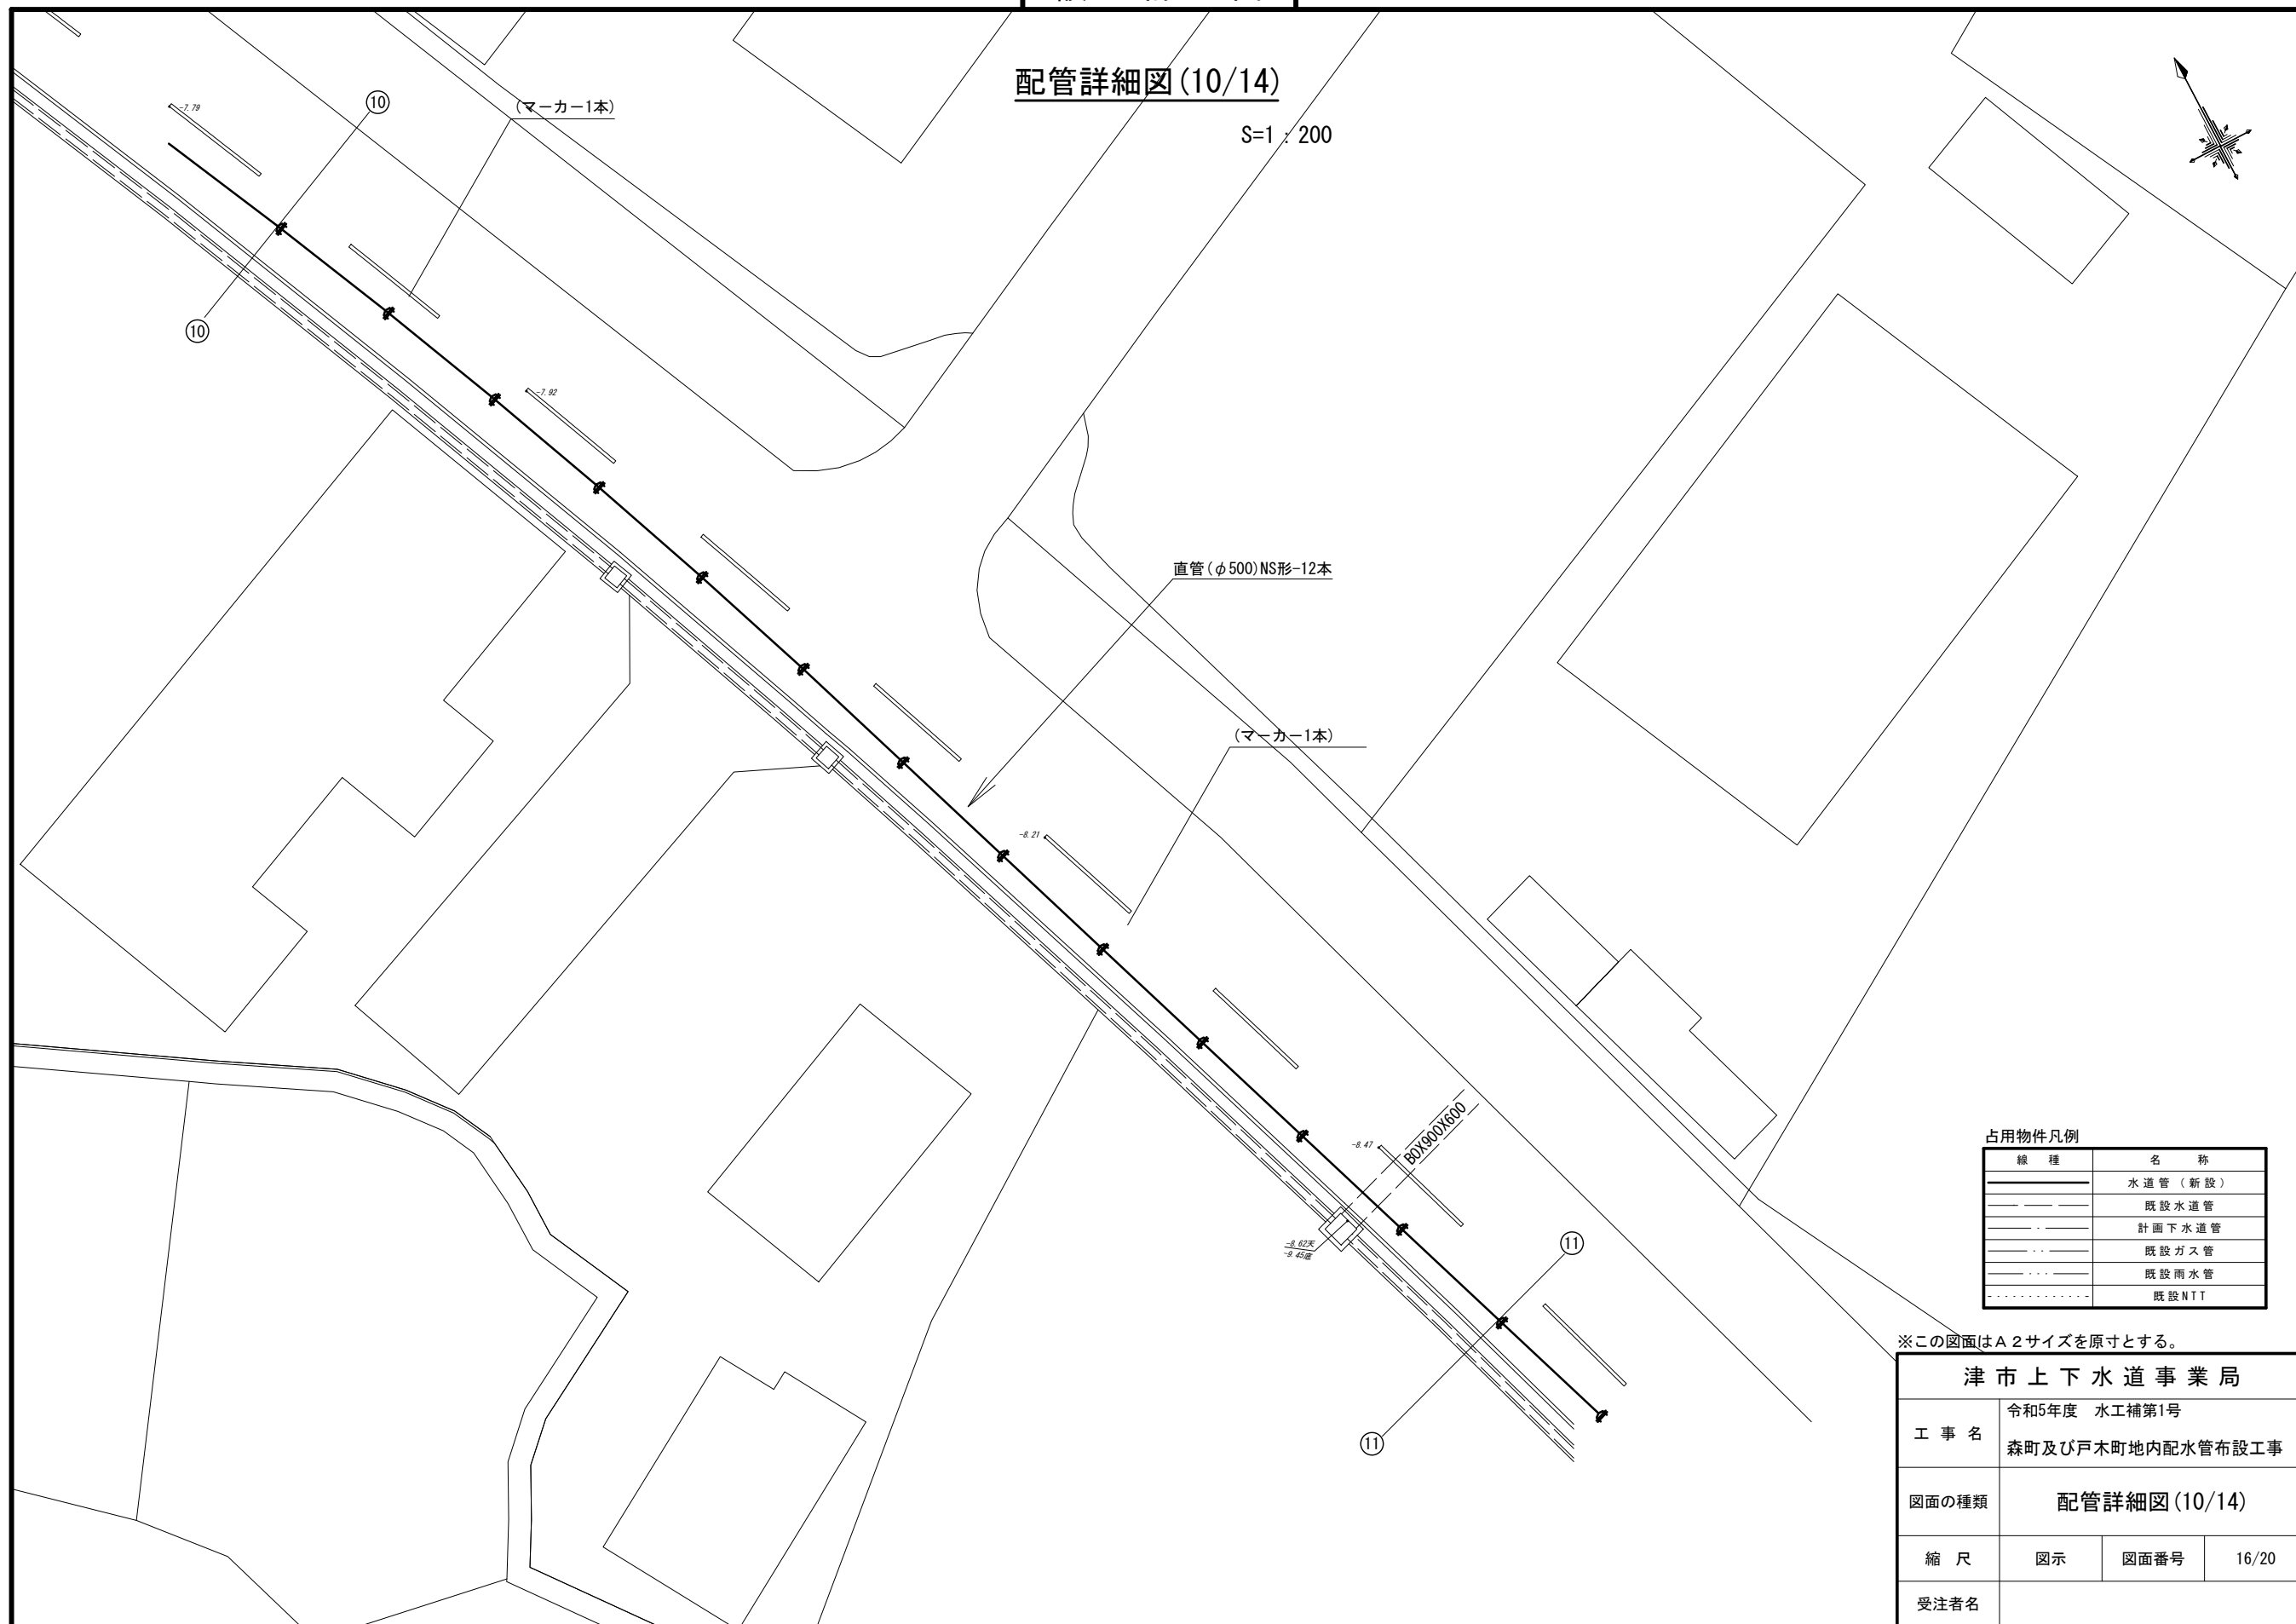 配管詳細図(10/14)
S=1 : 200
-7.79
⑩
(マーカー1本)
⑩
-7.92
直管(φ500)NS形-12本
(マーカー1本)
-8.21
BOX900X600
-8.47
-8.62天
-9.45底
⑪
⑪
占用物件凡例
線 種 名 称
水道管(新設)
既設水道管
計画下水道管
既設ガス管
既設雨水管
既設NTT
※この図面はA2サイズを原寸とする。
津市上下水道事業局
工事名 令和5年度 水工補第1号
森町及び戸木町地内配水管布設工事
図面の種類 配管詳細図(10/14)
縮尺 図示 図面番号 16/20
受注者名